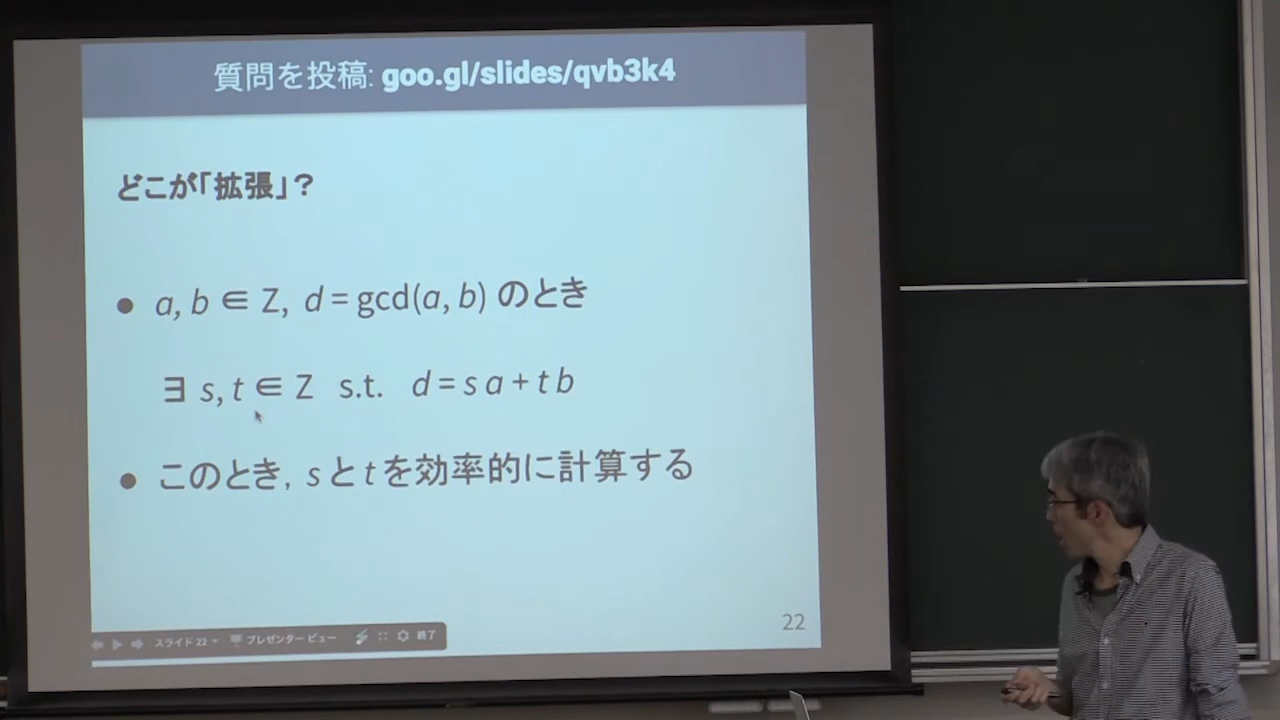 質問を投稿: goo.gl/slides/qvb3k4
どこが「拡張」?
● a, b ∈ Z, d = gcd(a, b) のとき
∃ s, t ∈ Z s.t. d = s a + t b
● このとき, s と t を効率的に計算する
22
スライド 22 プレゼンター ビュー 終了